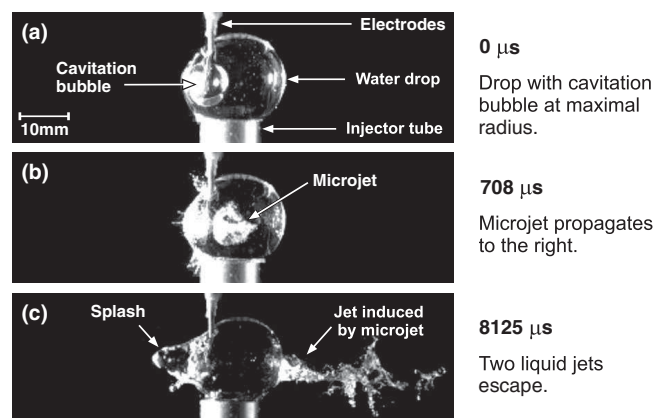 (a)
Electrodes
Cavitation
bubble
Water drop
10mm
Injector tube
0 μs
Drop with cavitation
bubble at maximal
radius.
(b)
Microjet
708 μs
Microjet propagates
to the right.
(c)
Splash
Jet induced
by microjet
8125 μs
Two liquid jets
escape.